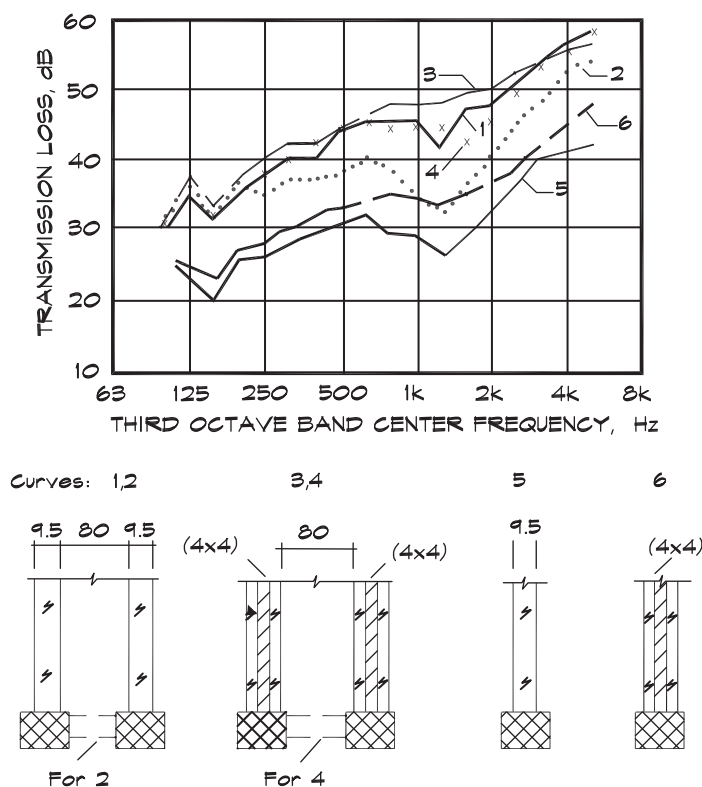 60
50
40
30
20
10
TRANSMISSION LOSS, dB
3
2
1
6
4
5
63 125 250 500 1k 2k 4k 8k
THIRD OCTAVE BAND CENTER FREQUENCY, Hz
Curves: 1,2 3,4 5 6
9.5 80 9.5 (4x4) 80 (4x4) 9.5 (4x4)
For 2 For 4